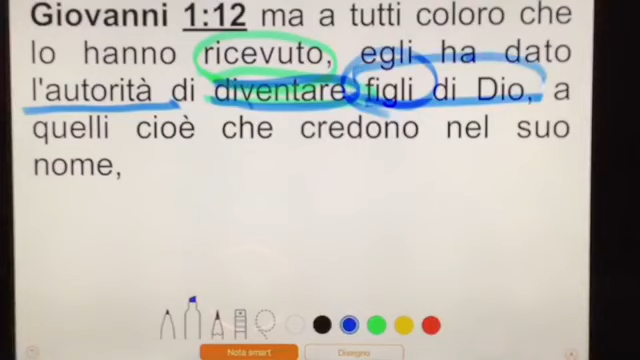 Giovanni 1:12 ma a tutti coloro che
lo hanno ricevuto, egli ha dato
l'autorità di diventare figli di Dio, a
quelli cioè che credono nel suo
nome,
Nota smart Disegno